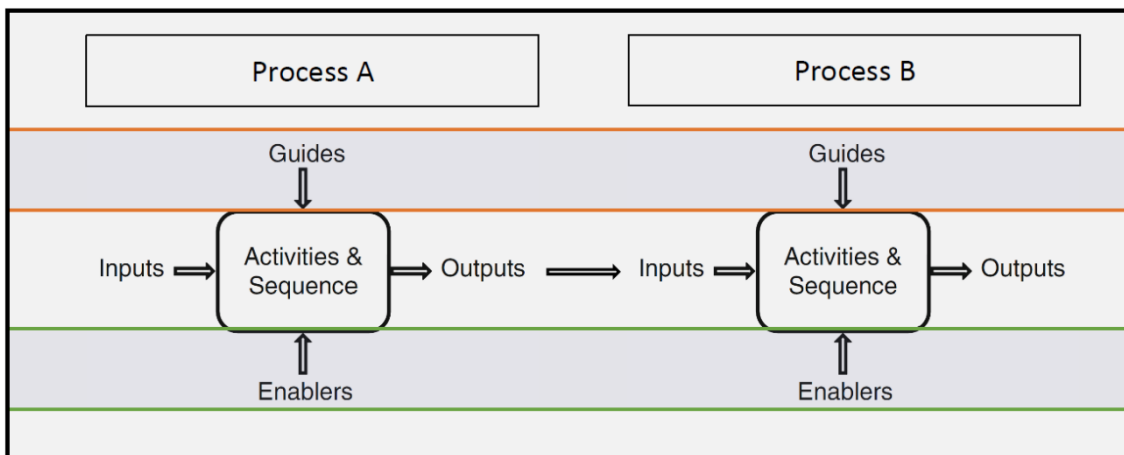 Process A
Process B
Guides
Guides
Inputs
Activities &
Sequence
Outputs
Inputs
Activities &
Sequence
Outputs
Enablers
Enablers